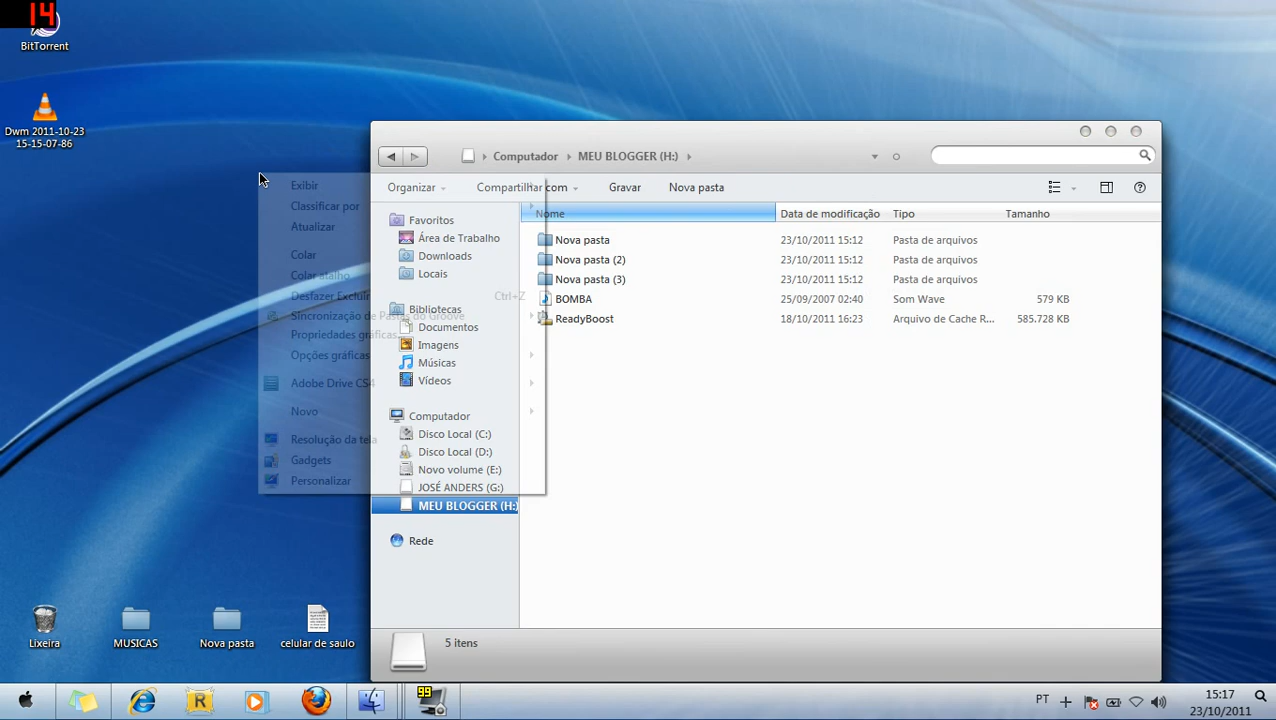 14
BitTorrent
Dwm 2011-10-23
15-15-07-86
Computador
MEU BLOGGER (H:)
Organizar
Compartilhar com
Gravar
Nova pasta
Exibir
Classificar por
Atualizar
Colar
Colar atalho
Desfazer Excluir
Ctrl+Z
Sincronização de Pastas do Groove
Propriedades gráficas...
Opções gráficas
Adobe Drive CS4
Novo
Resolução da tela
Gadgets
Personalizar
Favoritos
Área de Trabalho
Downloads
Locais
Bibliotecas
Documentos
Imagens
Músicas
Vídeos
Computador
Disco Local (C:)
Disco Local (D:)
Novo volume (E:)
JOSÉ ANDERS (G:)
MEU BLOGGER (H:)
Rede
Nome Data de modificação Tipo Tamanho
Nova pasta 23/10/2011 15:12 Pasta de arquivos
Nova pasta (2) 23/10/2011 15:12 Pasta de arquivos
Nova pasta (3) 23/10/2011 15:12 Pasta de arquivos
BOMBA 25/09/2007 02:40 Som Wave 579 KB
ReadyBoost 18/10/2011 16:23 Arquivo de Cache R... 585.728 KB
5 itens
Lixeira
MUSICAS
Nova pasta
celular de saulo
R
99
PT
15:17
23/10/2011